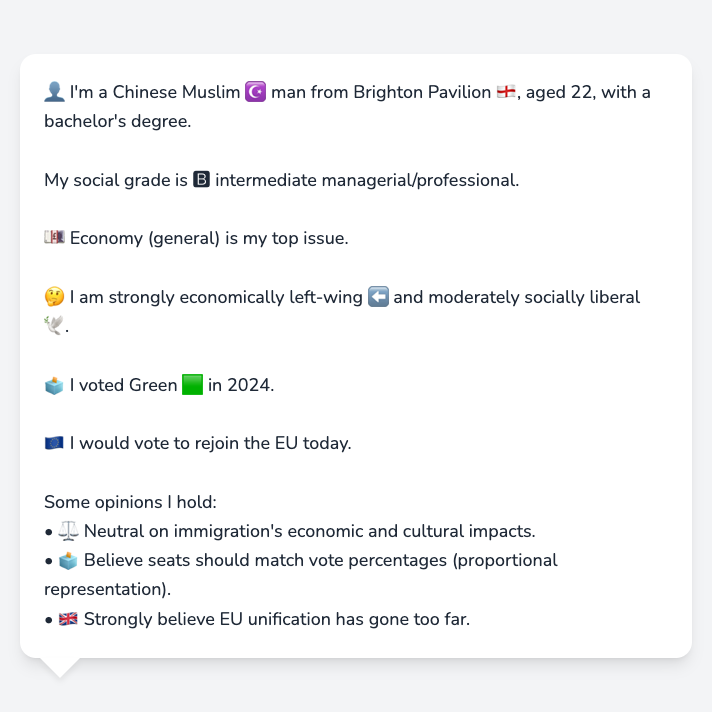 👤 I'm a Chinese Muslim ☪️ man from Brighton Pavilion 🏴󠁧󠁢󠁥󠁮󠁧󠁿, aged 22, with a
bachelor's degree.
My social grade is 🅱 intermediate managerial/professional.
💷 Economy (general) is my top issue.
🤔 I am strongly economically left-wing ⬅️ and moderately socially liberal
🕊️.
🗳️ I voted Green 🟩 in 2024.
🇪🇺 I would vote to rejoin the EU today.
Some opinions I hold:
• ⚖️ Neutral on immigration's economic and cultural impacts.
• 🗳️ Believe seats should match vote percentages (proportional
representation).
• 🇬🇧 Strongly believe EU unification has gone too far.